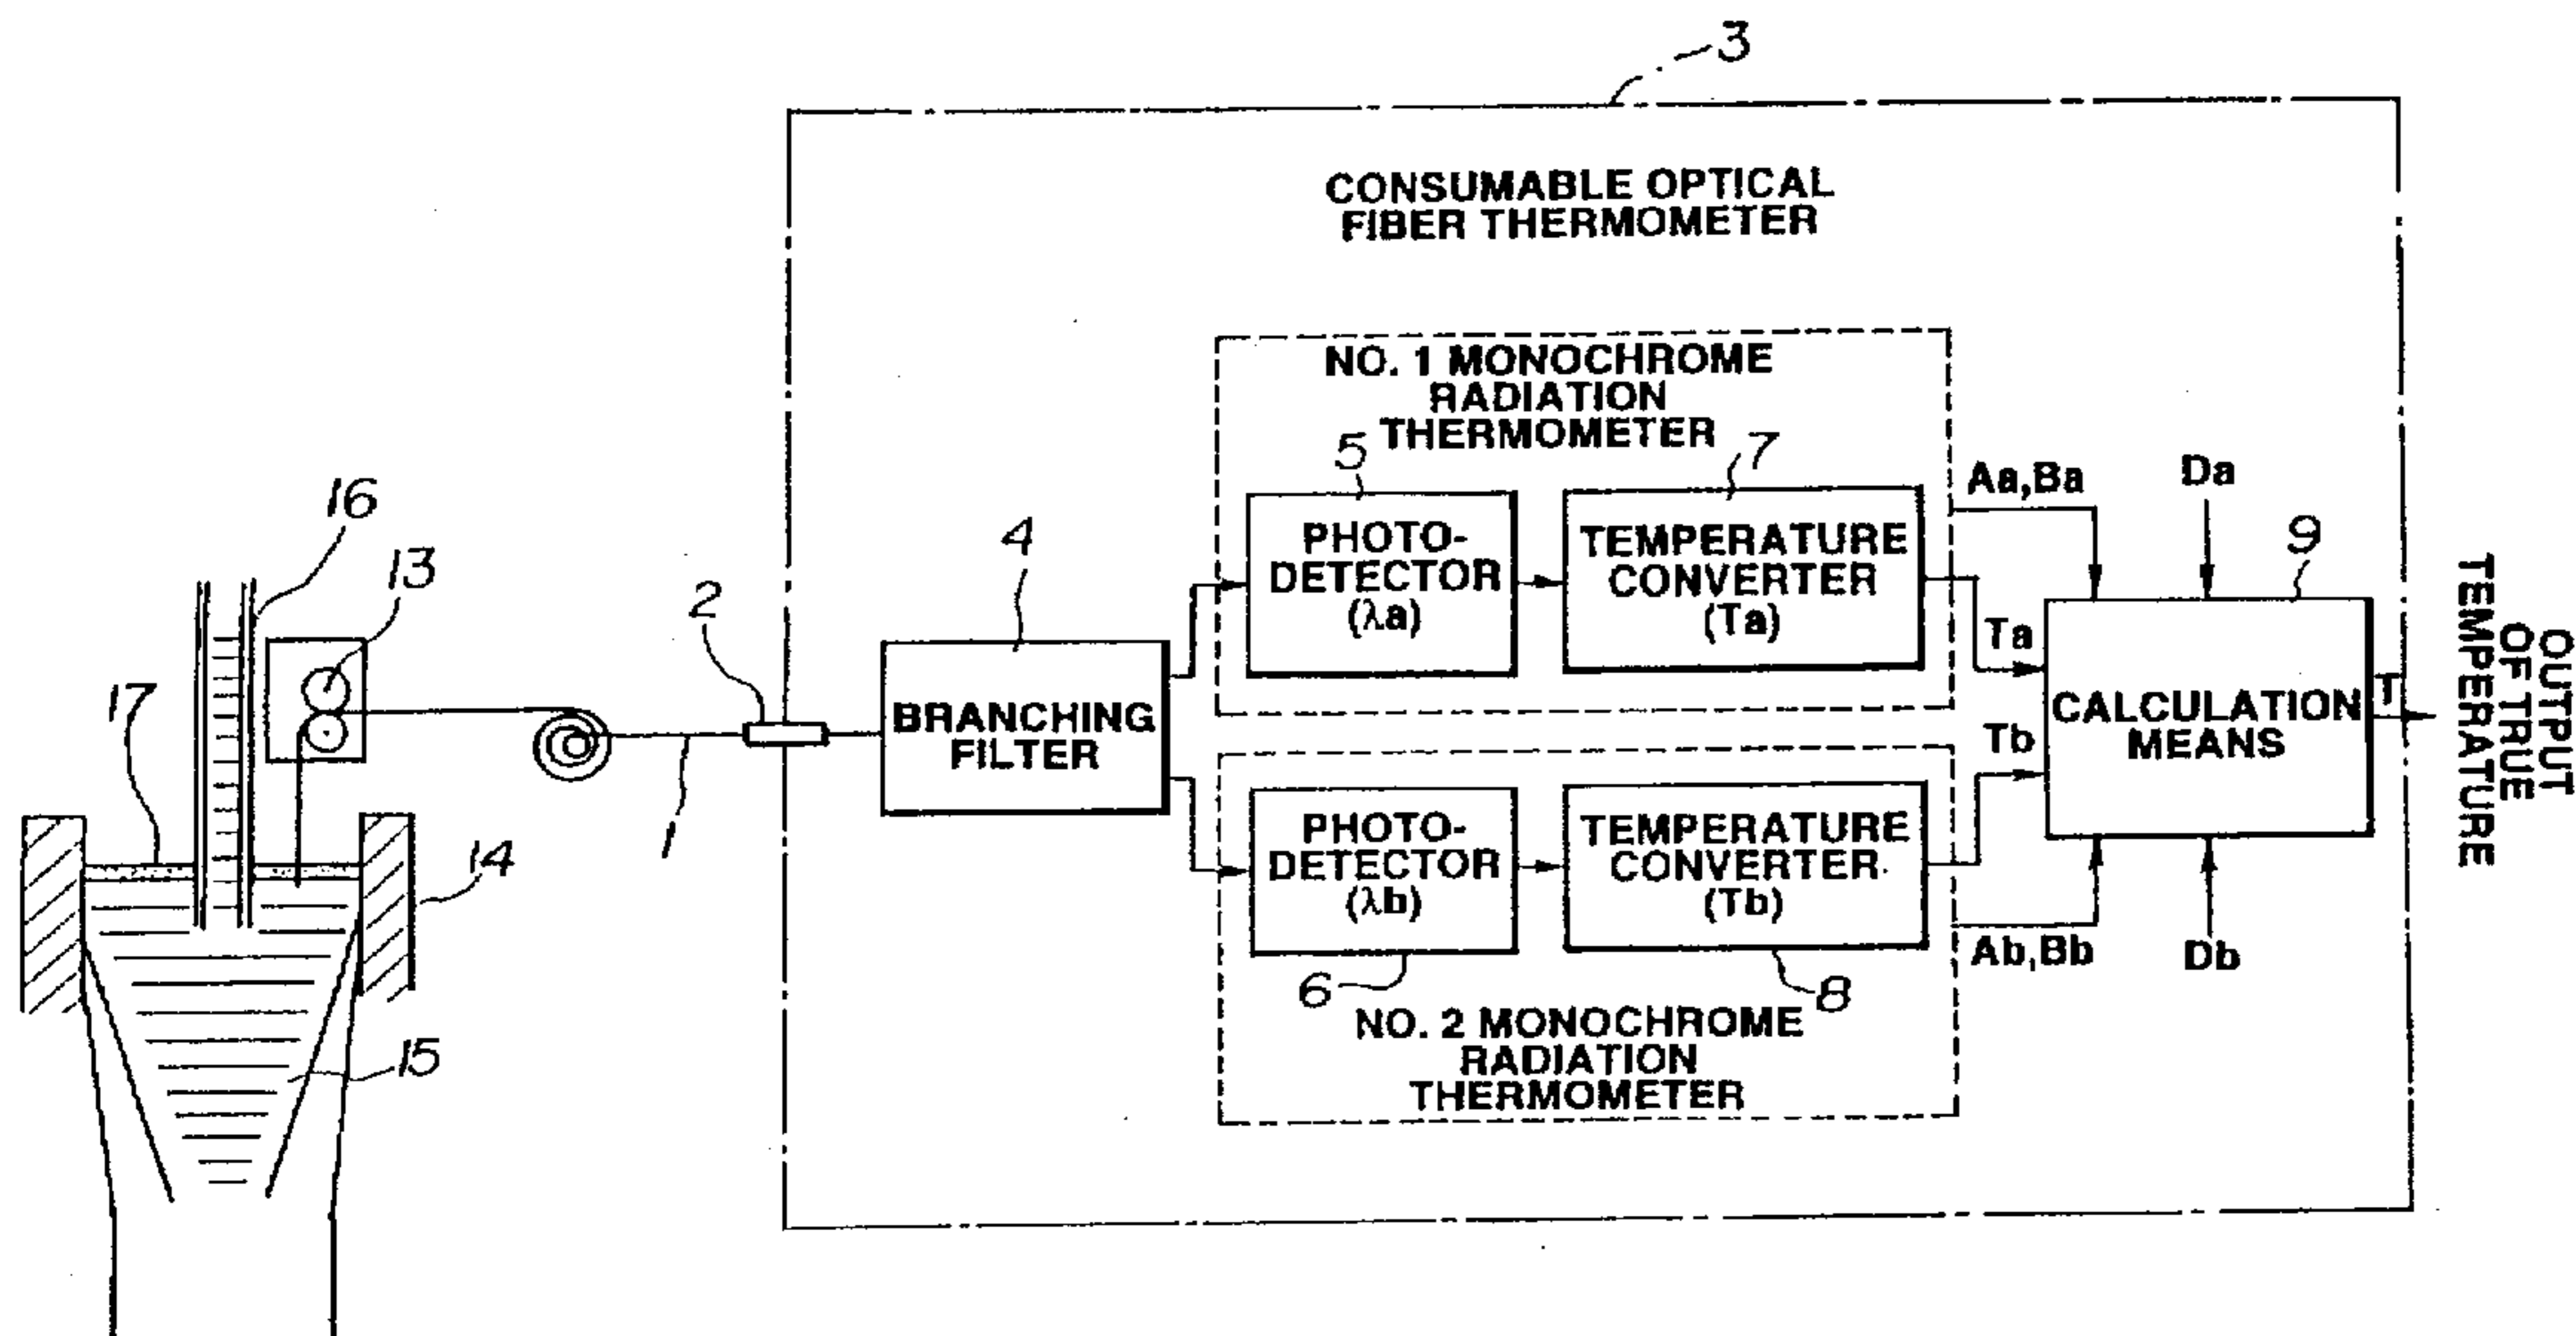 3
CONSUMABLE OPTICAL
FIBER THERMOMETER
NO. 1 MONOCHROME
RADIATION
THERMOMETER
5
7
PHOTO-
DETECTOR
(λa)
TEMPERATURE
CONVERTER
(Ta)
Aa,Ba
Da
9
16
13
4
2
17
BRANCHING
FILTER
Ta
Tb
CALCULATION
MEANS
T
OUTPUT
OF TRUE
TEMPERATURE
1
14
15
PHOTO-
DETECTOR
(λb)
TEMPERATURE
CONVERTER
(Tb)
Ab,Bb
Db
6
8
NO. 2 MONOCHROME
RADIATION
THERMOMETER